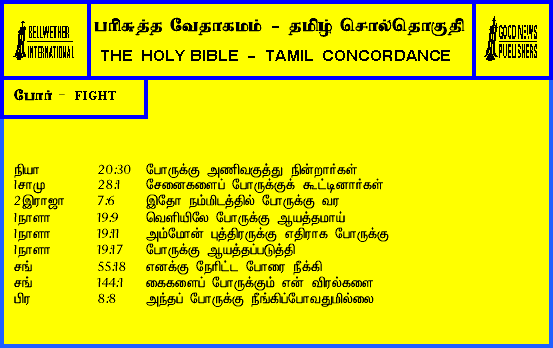 BELLWETHER
INTERNATIONAL
பரிசுத்த வேதாகமம் - தமிழ் சொல்தொகுதி
THE HOLY BIBLE - TAMIL CONCORDANCE
GOOD NEWS
PUBLISHERS
போர் - FIGHT
நியா 20:30 போருக்கு அணிவகுத்து நின்றார்கள்
1சாமு 28:1 சேனைகளைப் போருக்குக் கூட்டினார்கள்
2இராஜா 7:6 இதோ நம்மிடத்தில் போருக்கு வர
1நாளா 19:9 வெளியிலே போருக்கு ஆயத்தமாய்
1நாளா 19:11 அம்மோன் புத்திரருக்கு எதிராக போருக்கு
1நாளா 19:17 போருக்கு ஆயத்தப்படுத்தி
சங் 55:18 எனக்கு நேரிட்ட போரை நீக்கி
சங் 144:1 கைகளைப் போருக்கும் என் விரல்களை
பிர 8:8 அந்தப் போருக்கு நீங்கிப்போவதுமில்லை